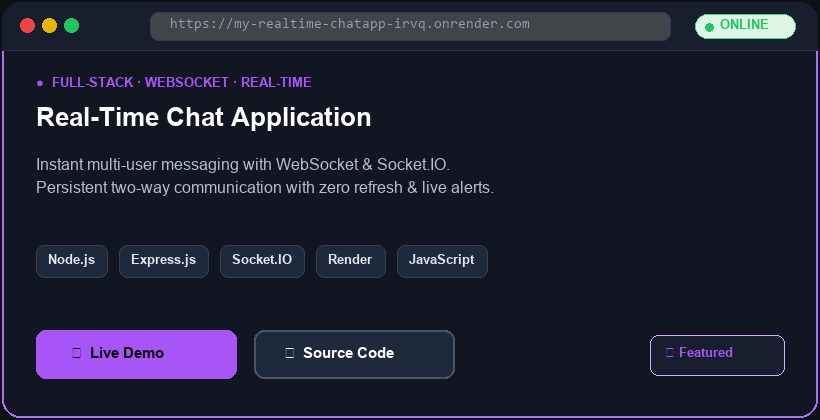 https://my-realtime-chatapp-irvq.onrender.com
ONLINE
FULL-STACK · WEBSOCKET · REAL-TIME
Real-Time Chat Application
Instant multi-user messaging with WebSocket & Socket.IO.
Persistent two-way communication with zero refresh & live alerts.
Node.js
Express.js
Socket.IO
Render
JavaScript
Live Demo
Source Code
Featured